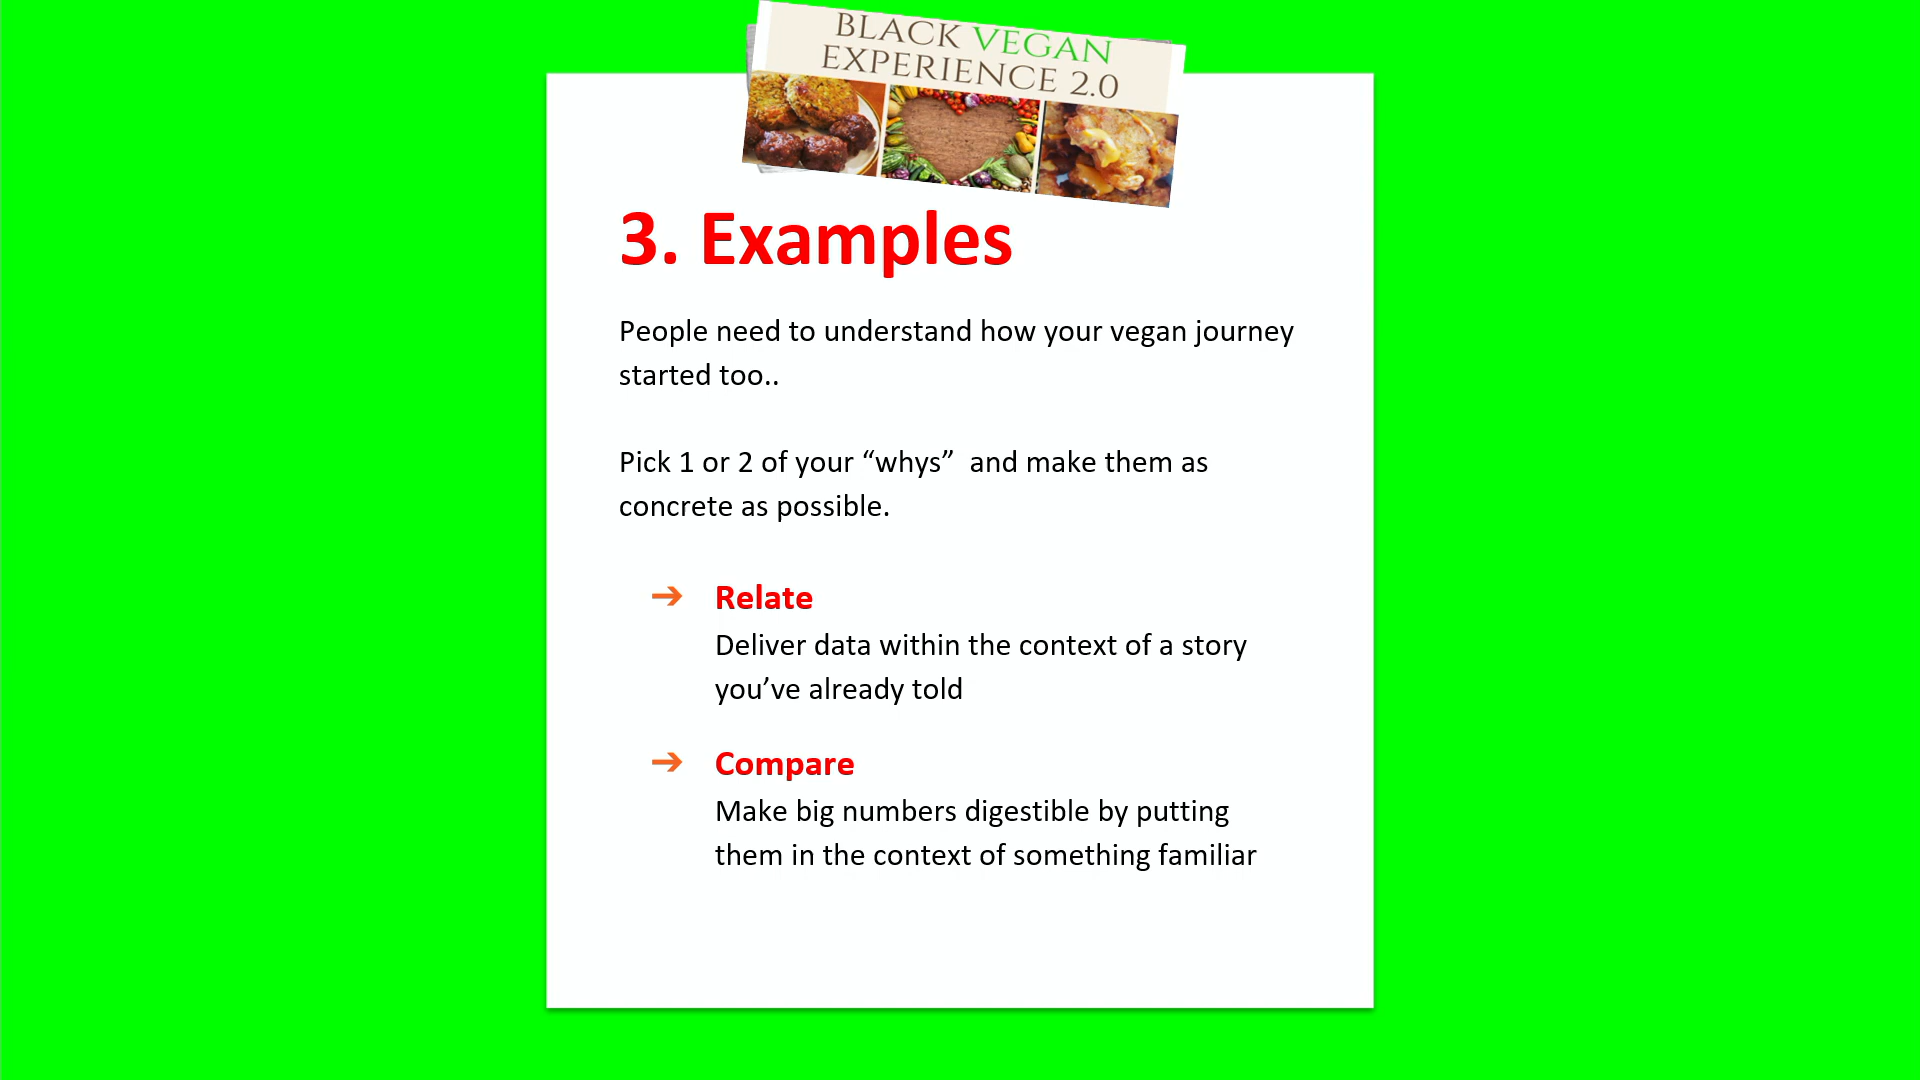 BLACK VEGAN
EXPERIENCE 2.0
3. Examples
People need to understand how your vegan journey
started too..
Pick 1 or 2 of your “whys”  and make them as
concrete as possible.
➔ Relate
Deliver data within the context of a story
you’ve already told
➔ Compare
Make big numbers digestible by putting
them in the context of something familiar